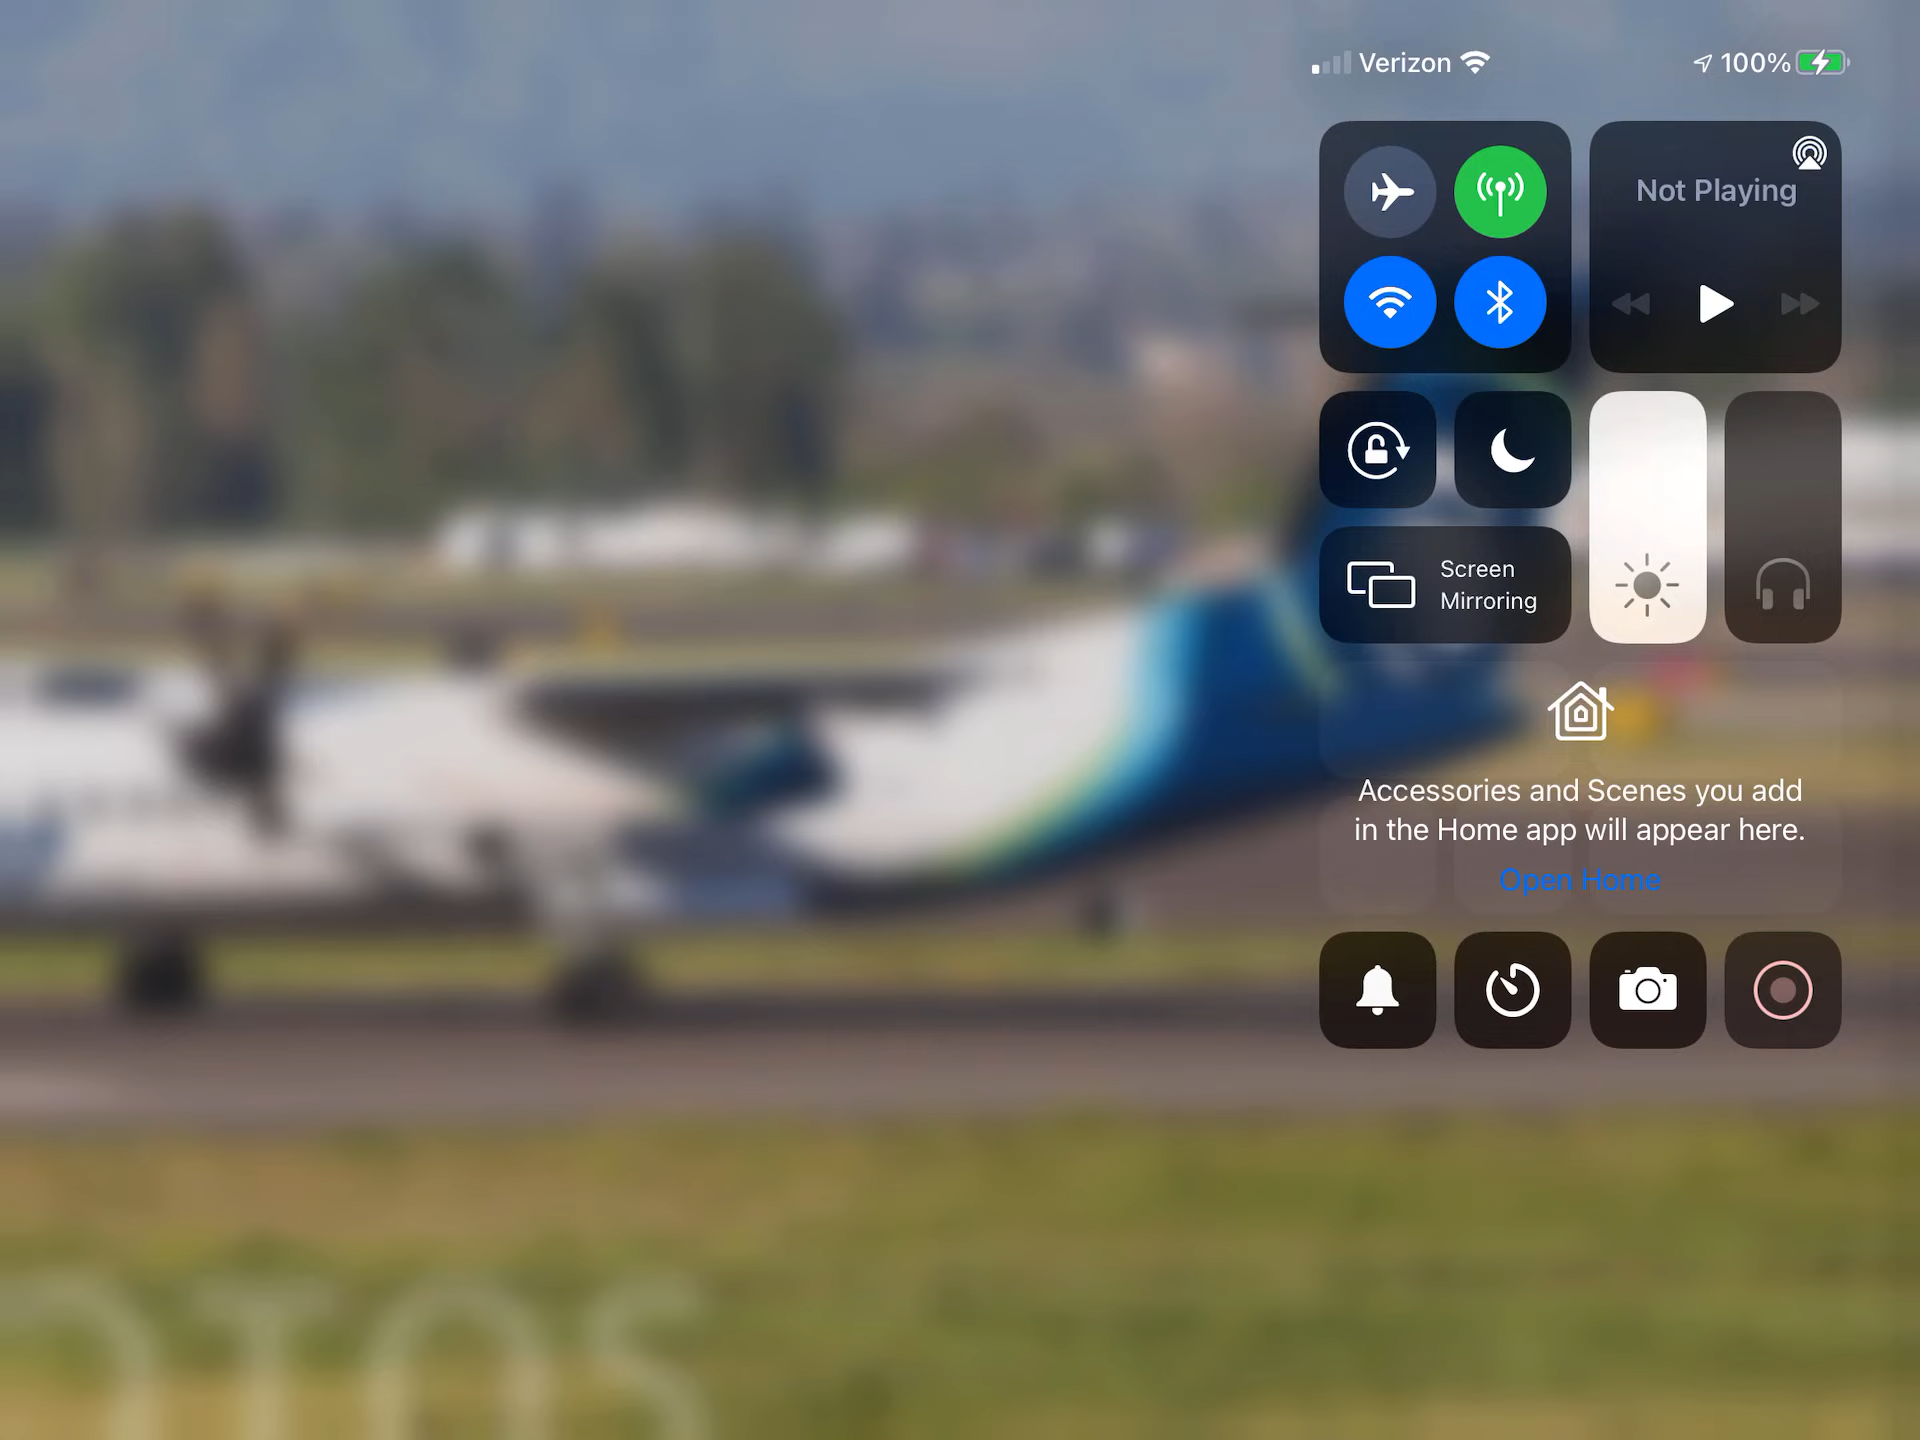 Verizon
100%
Not Playing
Screen
Mirroring
Accessories and Scenes you add
in the Home app will appear here.
Open Home